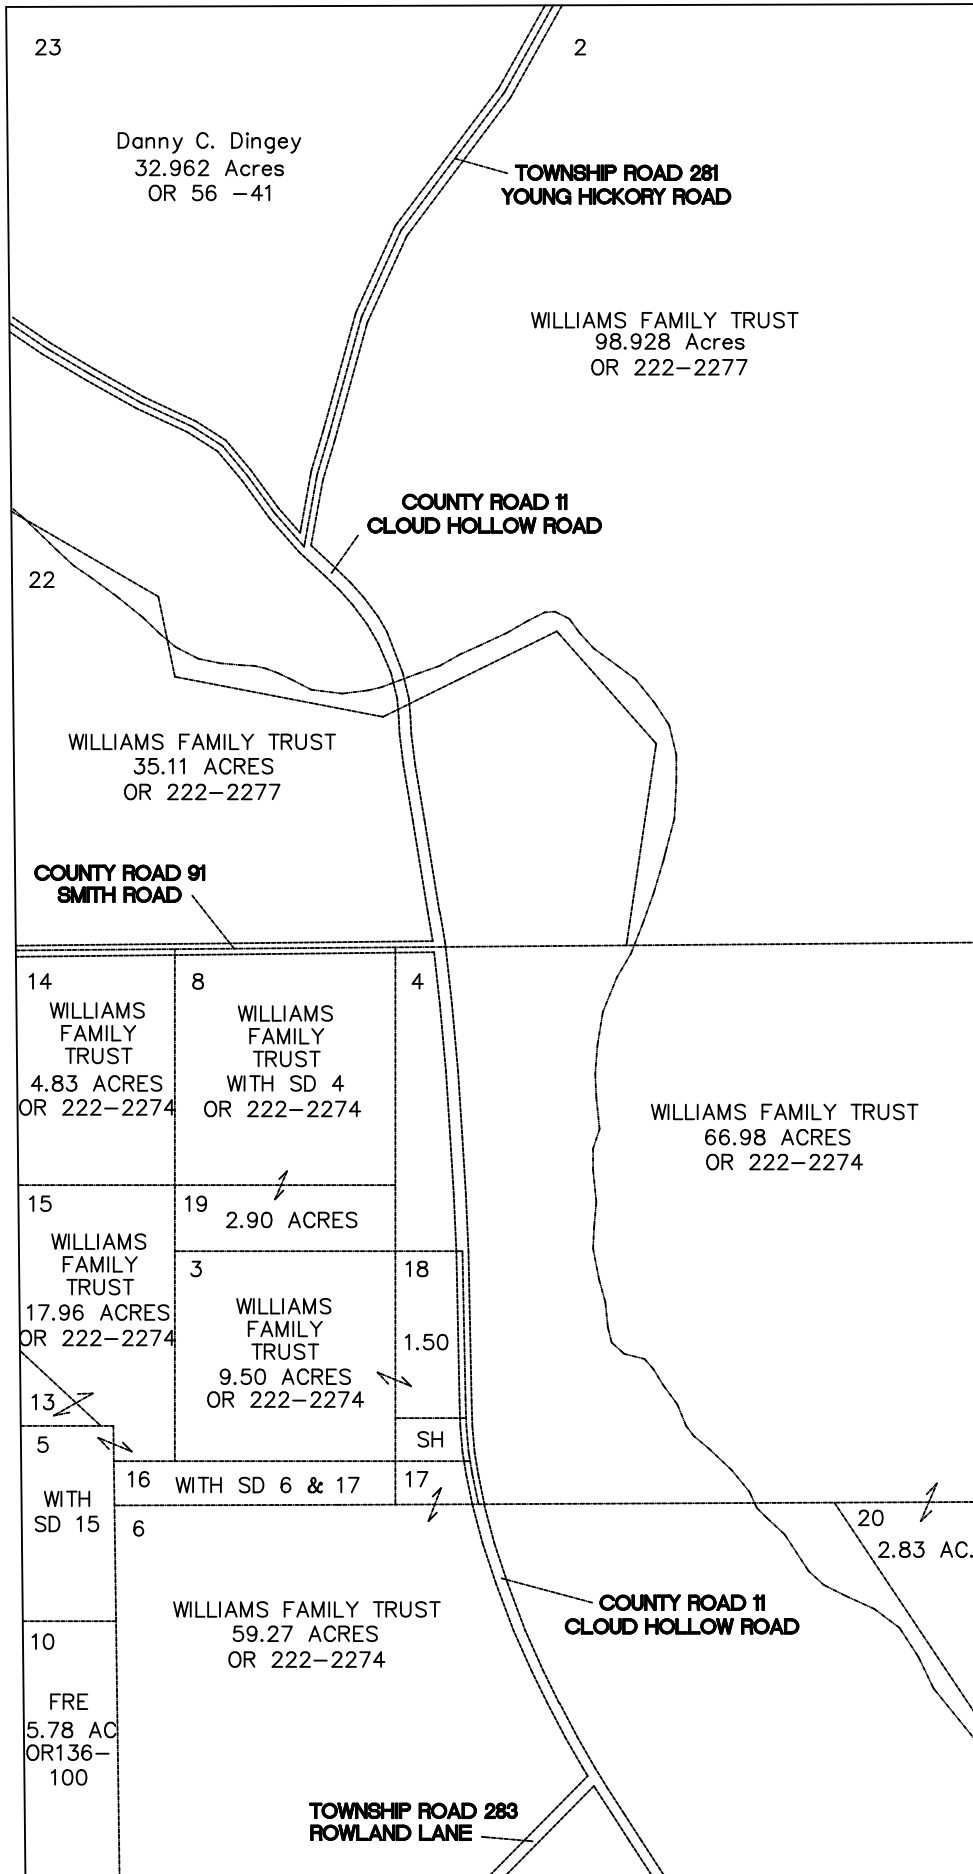 23
2
Danny C. Dingey
32.962 Acres
OR 56 -41
TOWNSHIP ROAD 281
YOUNG HICKORY ROAD
WILLIAMS FAMILY TRUST
98.928 Acres
OR 222-2277
COUNTY ROAD 11
CLOUD HOLLOW ROAD
22
WILLIAMS FAMILY TRUST
35.11 ACRES
OR 222-2277
COUNTY ROAD 91
SMITH ROAD
14
WILLIAMS
FAMILY
TRUST
4.83 ACRES
OR 222-2274
8
WILLIAMS
FAMILY
TRUST
WITH SD 4
OR 222-2274
4
WILLIAMS FAMILY TRUST
66.98 ACRES
OR 222-2274
15
WILLIAMS
FAMILY
TRUST
17.96 ACRES
OR 222-2274
19
2.90 ACRES
3
WILLIAMS
FAMILY
TRUST
9.50 ACRES
OR 222-2274
18
1.50
13
5
WITH
SD 15
SH
16
WITH SD 6 & 17
17
6
20
2.83 AC.
WILLIAMS FAMILY TRUST
59.27 ACRES
OR 222-2274
COUNTY ROAD 11
CLOUD HOLLOW ROAD
10
FRE
5.78 AC
OR136-
100
TOWNSHIP ROAD 283
ROWLAND LANE